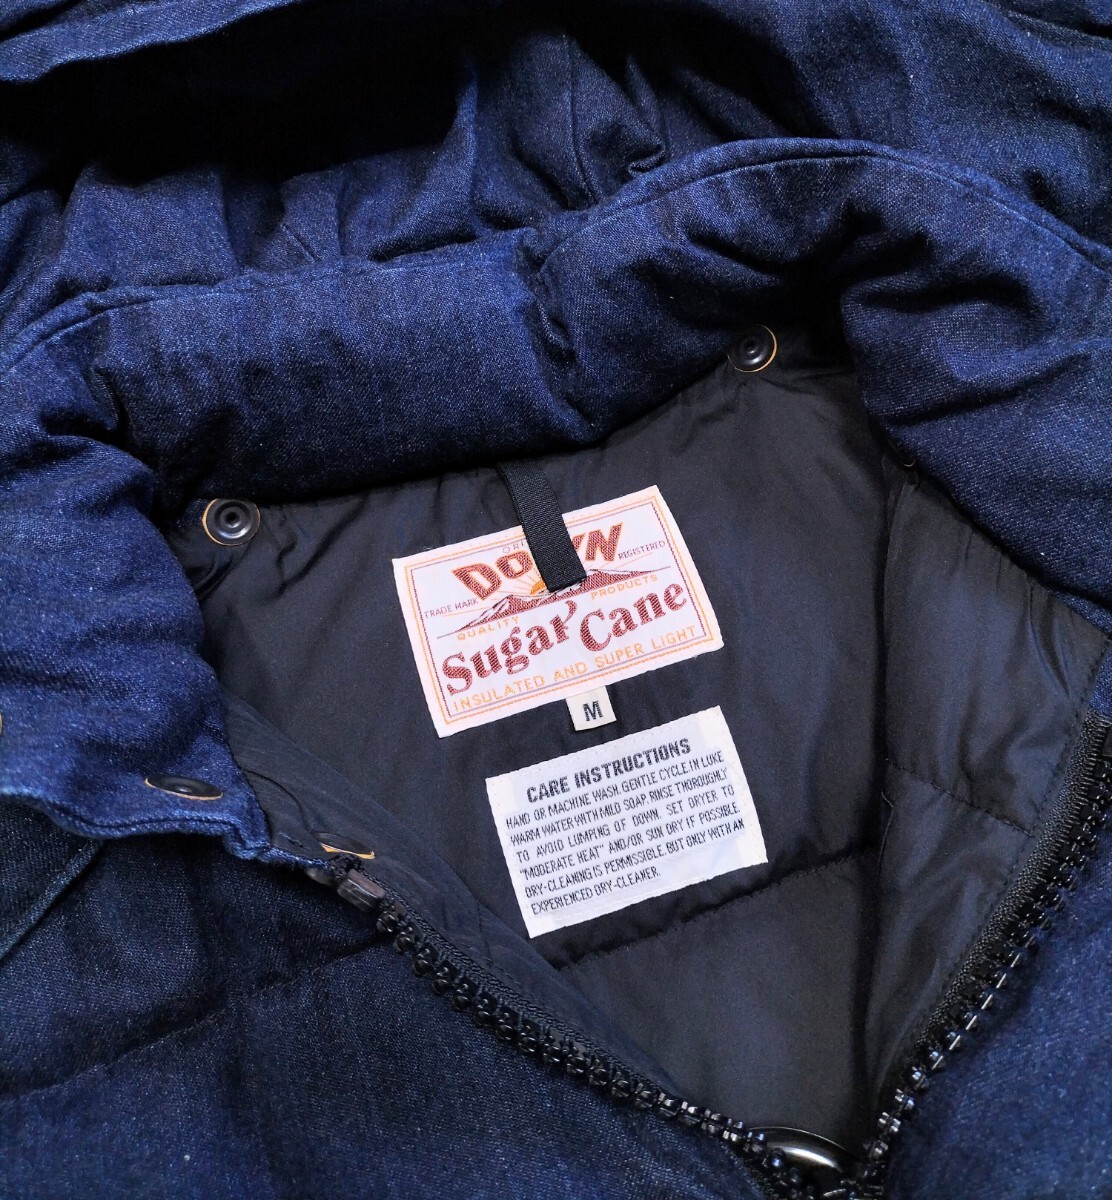 DOWN
TRADE MARK
REGISTERED
QUALITY PRODUCTS
Sugar Cane
INSULATED AND SUPER LIGHT
M
CARE INSTRUCTIONS
HAND OR MACHINE WASH. GENTLE CYCLE, IN LUKE
WARM WATER WITH MILD SOAP. RINSE THOROUGHLY
TO AVOID LUMPING OF DOWN. SET DRYER TO
"MODERATE HEAT" AND/OR SUN DRY IF POSSIBLE.
DRY-CLEANING IS PERMISSIBLE, BUT ONLY WITH AN
EXPERIENCED DRY-CLEANER.